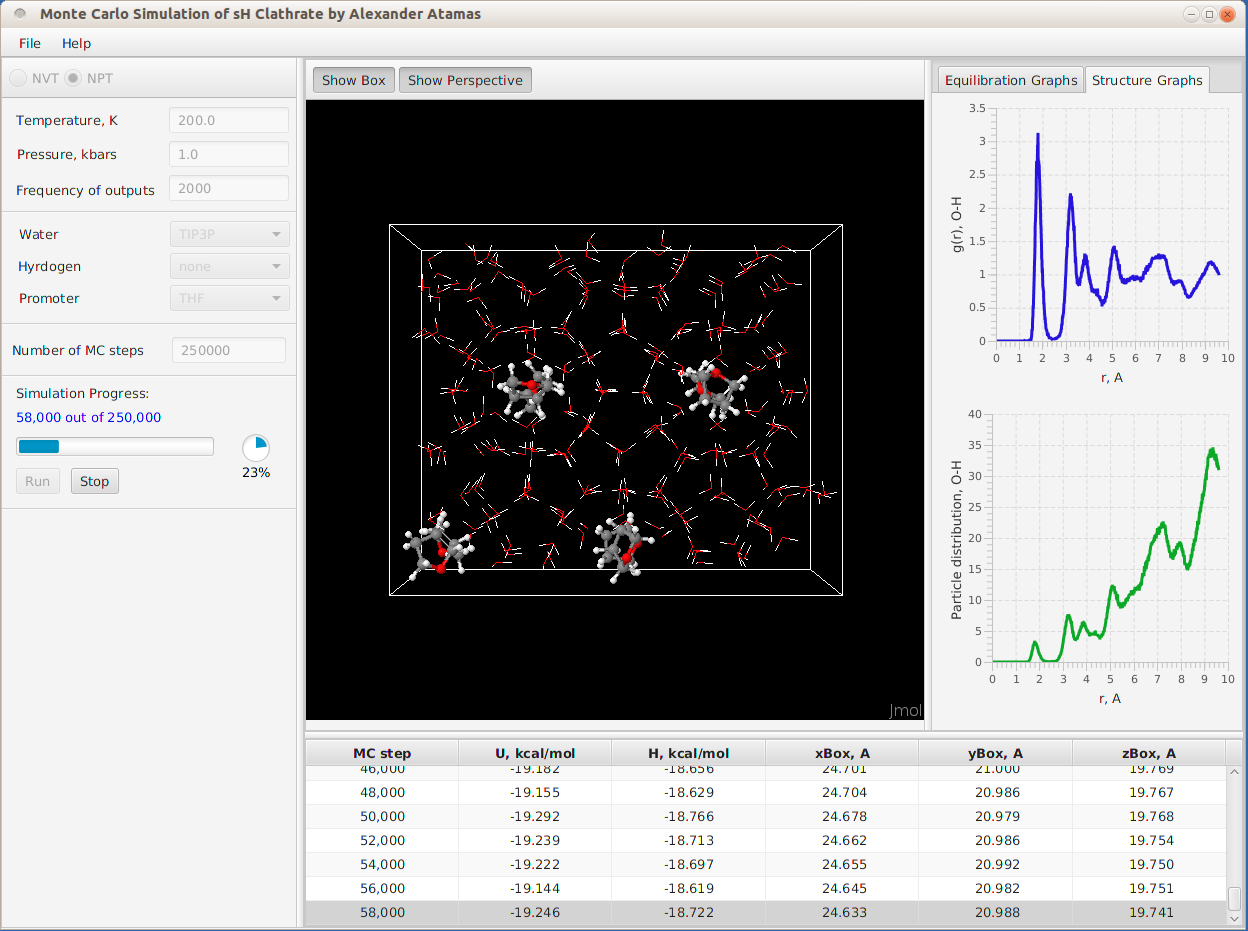 Monte Carlo Simulation of sH Clathrate by Alexander Atamas
File Help
NVT NPT
Temperature, K 200.0
Pressure, kbars 1.0
Frequency of outputs 2000
Water TIP3P
Hyrdogen none
Promoter THF
Number of MC steps 250000
Simulation Progress:
58,000 out of 250,000
23%
Run Stop
Show Box Show Perspective
Jmol
Equilibration Graphs Structure Graphs
g(r), O-H
3.5
3
2.5
2
1.5
1
0.5
0
0 1 2 3 4 5 6 7 8 9 10
r, A
Particle distribution, O-H
40
35
30
25
20
15
10
5
0
0 1 2 3 4 5 6 7 8 9 10
r, A
MC step U, kcal/mol H, kcal/mol xBox, A yBox, A zBox, A
46,000 -19.182 -18.656 24.701 21.000 19.769
48,000 -19.155 -18.629 24.704 20.986 19.767
50,000 -19.292 -18.766 24.678 20.979 19.768
52,000 -19.239 -18.713 24.662 20.986 19.754
54,000 -19.222 -18.697 24.655 20.992 19.750
56,000 -19.144 -18.619 24.645 20.982 19.751
58,000 -19.246 -18.722 24.633 20.988 19.741